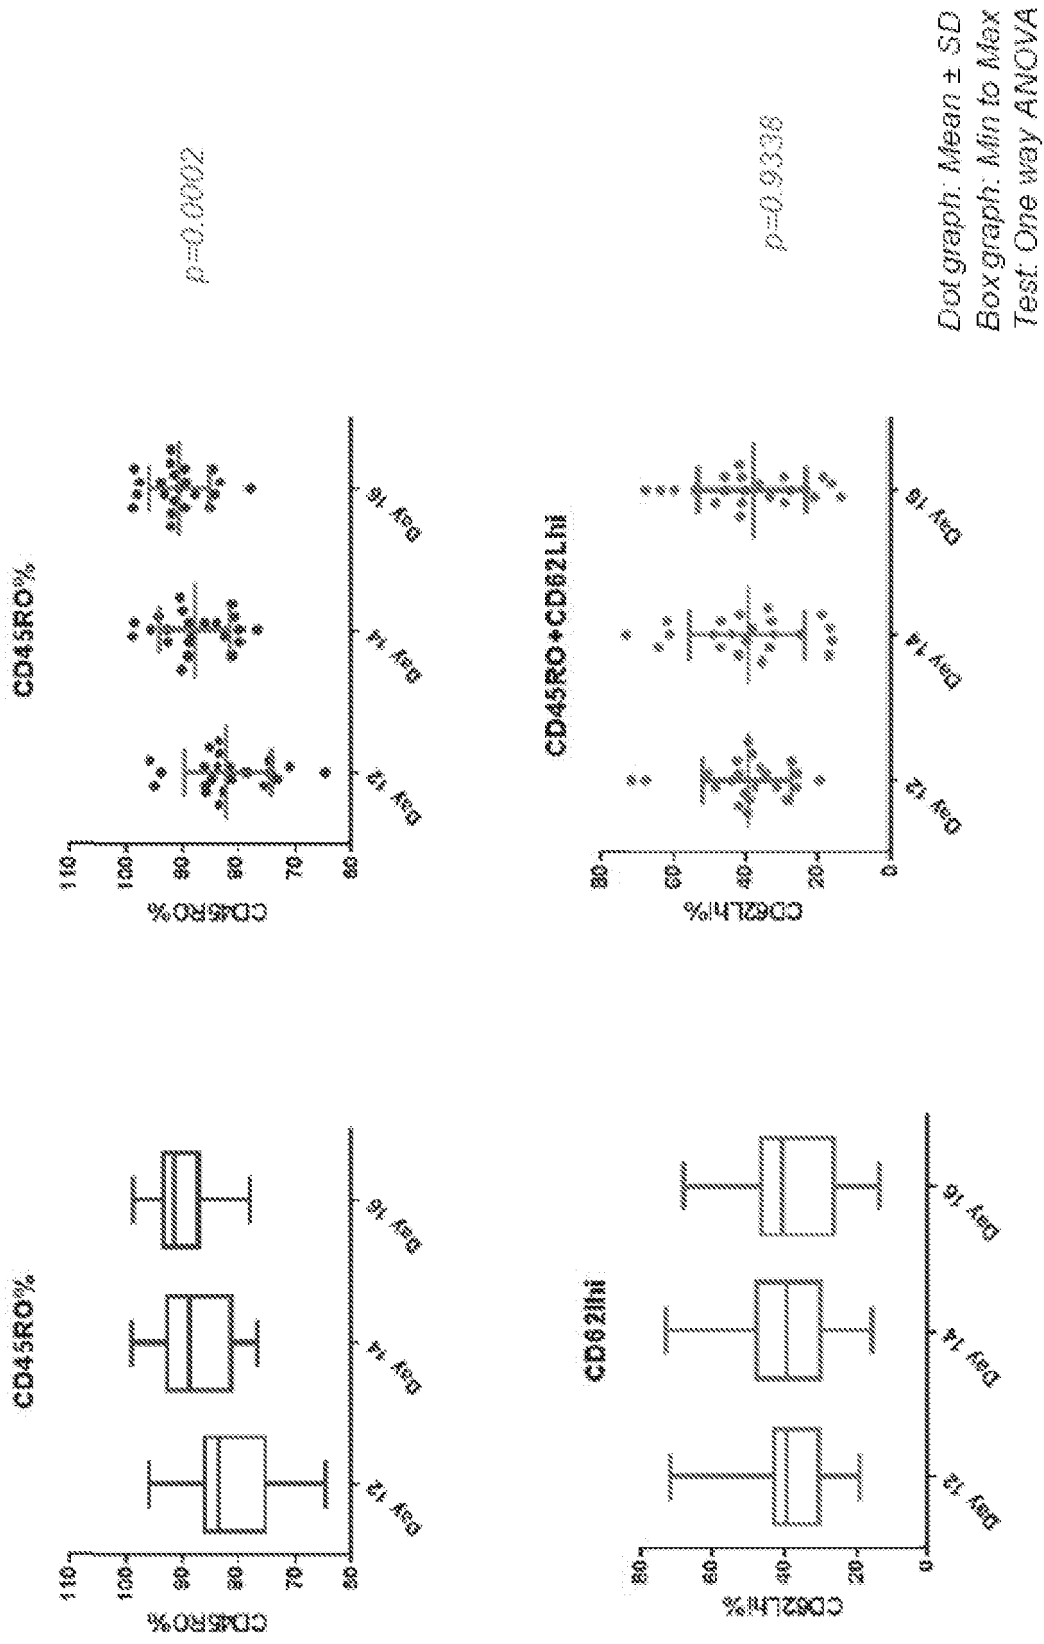 CD45RO%
CD45RO%
110
100
90
80
70
60
Day 12
Day 14
Day 16
CD45RO%
CD45RO%
110
100
90
80
70
60
Day 12
Day 14
Day 16
p=0.0002
CD62lhi
CD62Lhi%
80
60
40
20
0
Day 12
Day 14
Day 16
CD45RO+CD62Lhi
CD62Lhi%
80
60
40
20
0
Day 12
Day 14
Day 16
p=0.9338
Dot graph: Mean ± SD
Box graph: Min to Max
Test: One way ANOVA